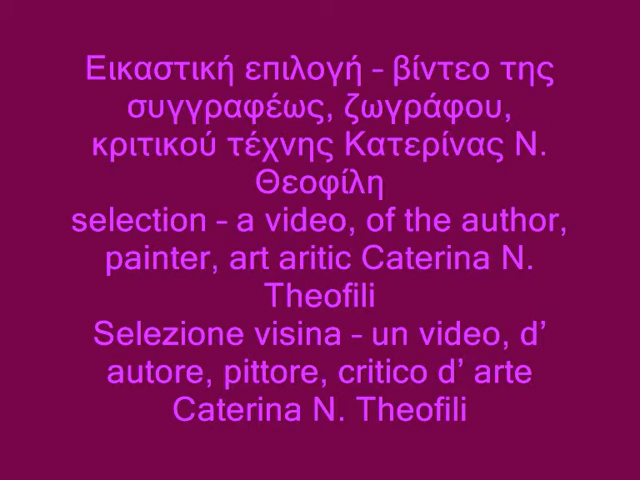 Εικαστική επιλογή – βίντεο της
συγγραφέως, ζωγράφου,
κριτικού τέχνης Κατερίνας Ν.
Θεοφίλη
selection – a video, of the author,
painter, art aritic Caterina N.
Theofili
Selezione visina – un video, d’
autore, pittore, critico d’ arte
Caterina N. Theofili